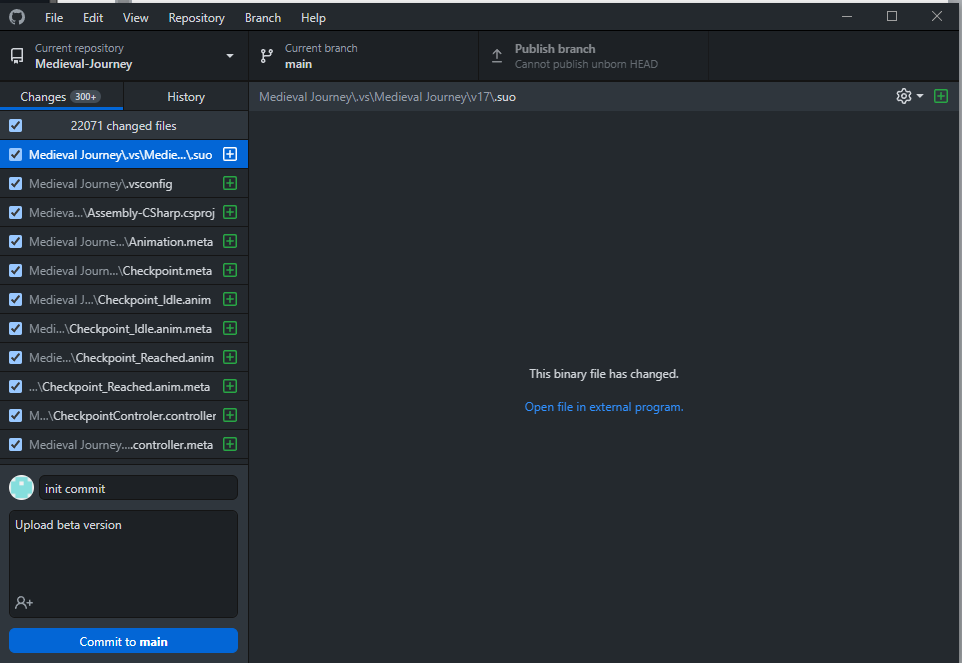 File Edit View Repository Branch Help
Current repository
Medieval-Journey
Current branch
main
Publish branch
Cannot publish unborn HEAD
Changes 300+ History
Medieval Journey\.vs\Medieval Journey\v17\.suo
22071 changed files
Medieval Journey\.vs\Medie...\.suo
Medieval Journey\.vsconfig
Medieva...\Assembly-CSharp.csproj
Medieval Journe...\Animation.meta
Medieval Journ...\Checkpoint.meta
Medieval J...\Checkpoint_Idle.anim
Medi...\Checkpoint_Idle.anim.meta
Medie...\Checkpoint_Reached.anim
...\Checkpoint_Reached.anim.meta
M...\CheckpointControler.controller
Medieval Journey....controller.meta
This binary file has changed.
Open file in external program.
init commit
Upload beta version
Commit to main